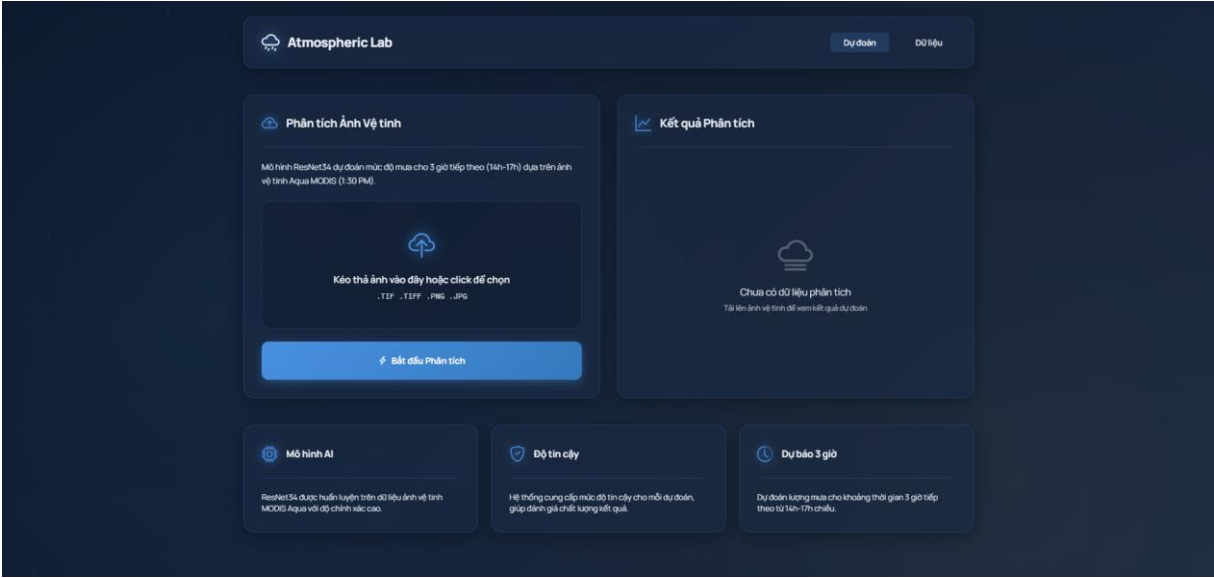 Atmospheric Lab
Dự đoán
Dữ liệu
Phân tích Ảnh Vệ tinh
Mô hình ResNet34 dự đoán mức độ mưa cho 3 giờ tiếp theo (14h-17h) dựa trên ảnh
vệ tinh Aqua MODIS (1:30 PM).
Kéo thả ảnh vào đây hoặc click để chọn
.TIF .TIFF .PNG .JPG
Bắt đầu Phân tích
Kết quả Phân tích
Chưa có dữ liệu phân tích
Tải lên ảnh vệ tinh để xem kết quả dự đoán
Mô hình AI
ResNet34 được huấn luyện trên dữ liệu ảnh vệ tinh
MODIS Aqua với độ chính xác cao.
Độ tin cậy
Hệ thống cung cấp mức độ tin cậy cho mỗi dự đoán,
giúp đánh giá chất lượng kết quả.
Dự báo 3 giờ
Dự đoán lượng mưa cho khoảng thời gian 3 giờ tiếp
theo từ 14h-17h chiều.